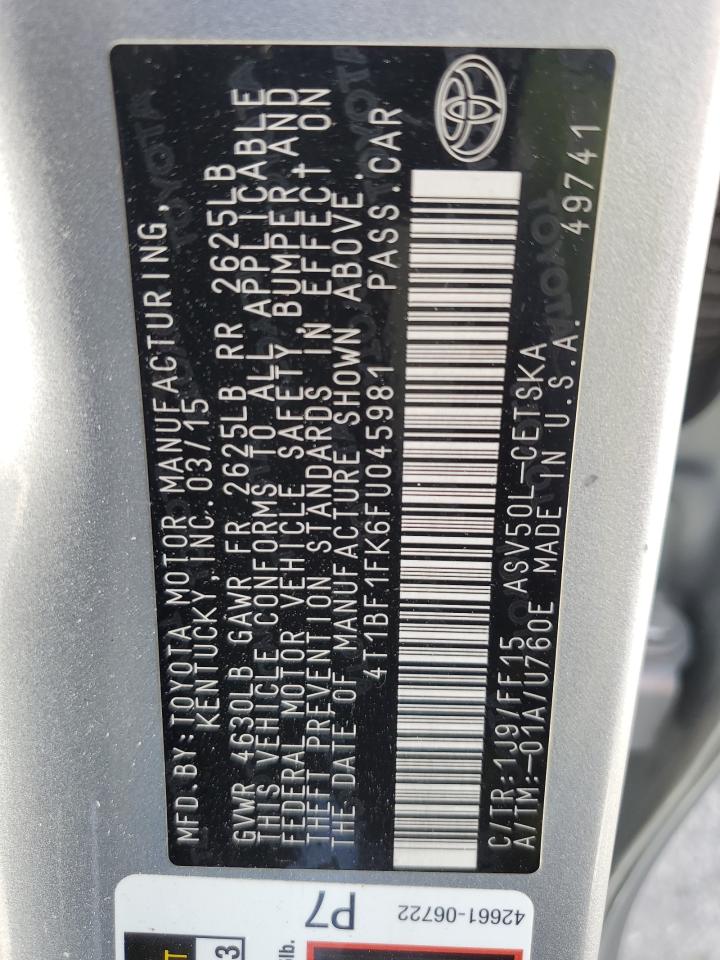 MFD. BY: TOYOTA MOTOR MANUFACTURING,
KENTUCKY, INC. 03/15
GVWR 4630LB GAWR FR 2625LB RR 2625LB
THIS VEHICLE CONFORMS TO ALL APPLICABLE
FEDERAL MOTOR VEHICLE SAFETY, BUMPER, AND
THEFT PREVENTION STANDARDS IN EFFECT ON
THE DATE OF MANUFACTURE SHOWN ABOVE.
4T1BF1FK6FU045981 PASS.CAR
C/TR:1J9/FF15 ASV50L-CETSKA
A/TM:-01A/U760E MADE IN U.S.A. 49741
P7
42661-06722
3
lb.